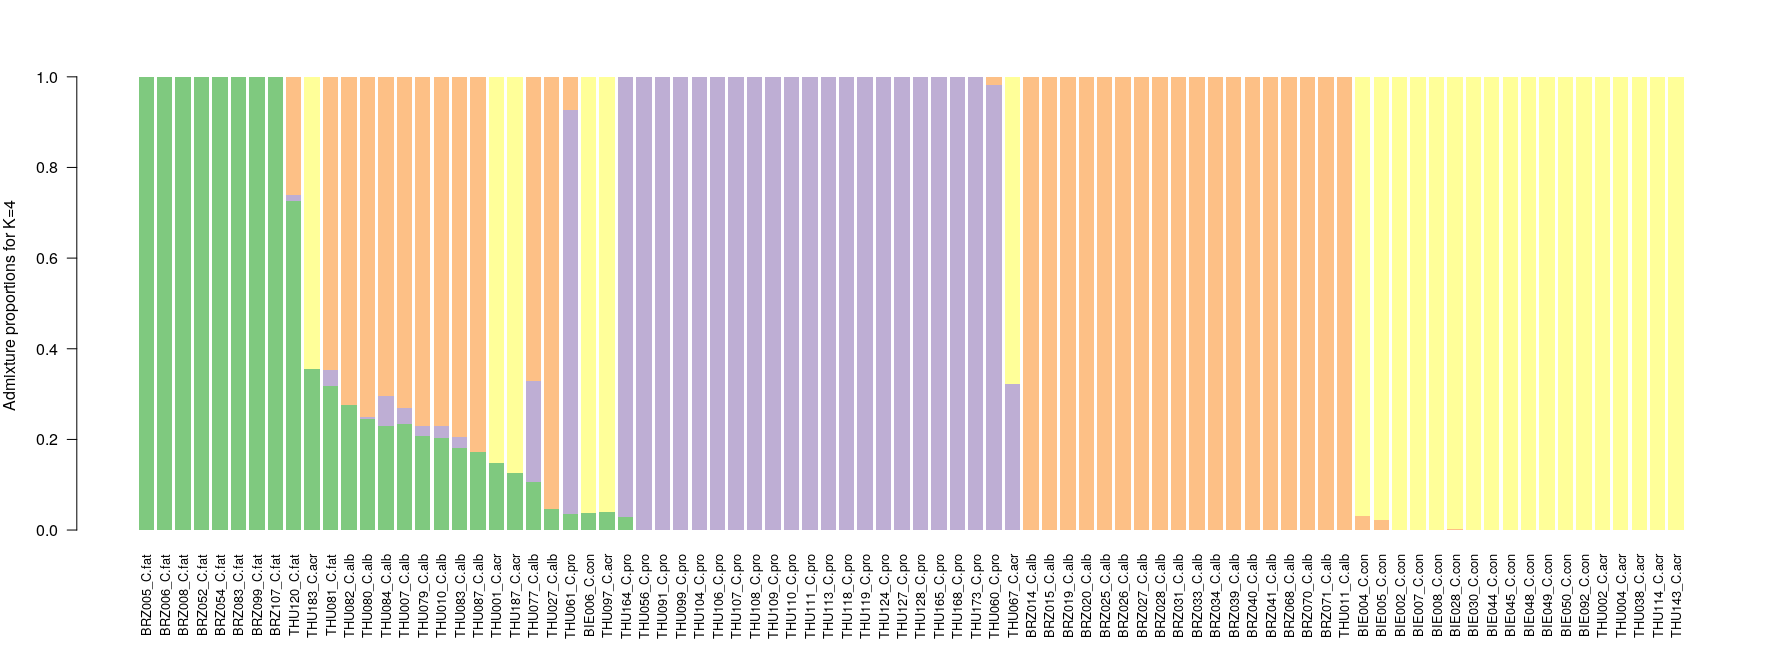 Admixture proportions for K=4
1.0
0.8
0.6
0.4
0.2
0.0
BRZ005_C.fat
BRZ006_C.fat
BRZ008_C.fat
BRZ052_C.fat
BRZ054_C.fat
BRZ083_C.fat
BRZ099_C.fat
BRZ107_C.fat
THU120_C.fat
THU183_C.acr
THU081_C.fat
THU082_C.alb
THU080_C.alb
THU084_C.alb
THU007_C.alb
THU079_C.alb
THU010_C.alb
THU083_C.alb
THU087_C.alb
THU001_C.acr
THU187_C.acr
THU077_C.alb
THU027_C.alb
THU061_C.pro
BIE006_C.con
THU097_C.acr
THU164_C.pro
THU056_C.pro
THU091_C.pro
THU099_C.pro
THU104_C.pro
THU106_C.pro
THU107_C.pro
THU108_C.pro
THU109_C.pro
THU110_C.pro
THU111_C.pro
THU113_C.pro
THU118_C.pro
THU119_C.pro
THU124_C.pro
THU127_C.pro
THU128_C.pro
THU165_C.pro
THU168_C.pro
THU173_C.pro
THU060_C.pro
THU067_C.acr
BRZ014_C.alb
BRZ015_C.alb
BRZ019_C.alb
BRZ020_C.alb
BRZ025_C.alb
BRZ026_C.alb
BRZ027_C.alb
BRZ028_C.alb
BRZ031_C.alb
BRZ033_C.alb
BRZ034_C.alb
BRZ039_C.alb
BRZ040_C.alb
BRZ041_C.alb
BRZ068_C.alb
BRZ070_C.alb
BRZ071_C.alb
THU011_C.alb
BIE004_C.con
BIE005_C.con
BIE002_C.con
BIE007_C.con
BIE008_C.con
BIE028_C.con
BIE030_C.con
BIE044_C.con
BIE045_C.con
BIE048_C.con
BIE049_C.con
BIE050_C.con
BIE092_C.con
THU002_C.acr
THU004_C.acr
THU038_C.acr
THU114_C.acr
THU143_C.acr